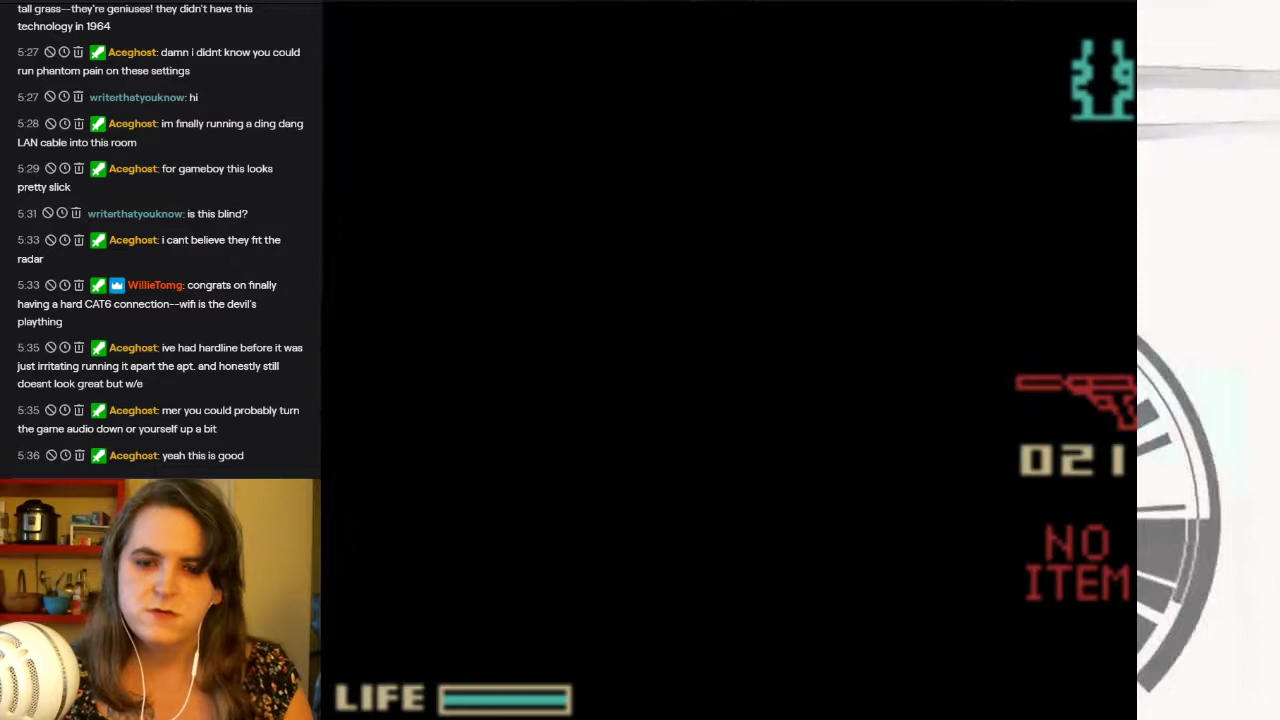 tall grass--they're geniuses! they didn't have this
technology in 1964
5:27 Aceghost: damn i didnt know you could
run phantom pain on these settings
5:27 writerthatyouknow: hi
5:28 Aceghost: im finally running a ding dang
LAN cable into this room
5:29 Aceghost: for gameboy this looks
pretty slick
5:31 writerthatyouknow: is this blind?
5:33 Aceghost: i cant believe they fit the
radar
5:33 WillieTomg: congrats on finally
having a hard CAT6 connection--wifi is the devil's
plaything
5:35 Aceghost: ive had hardline before it was
just irritating running it apart the apt. and honestly still
doesnt look great but w/e
5:35 Aceghost: mer you could probably turn
the game audio down or yourself up a bit
5:36 Aceghost: yeah this is good
021
NO
ITEM
LIFE